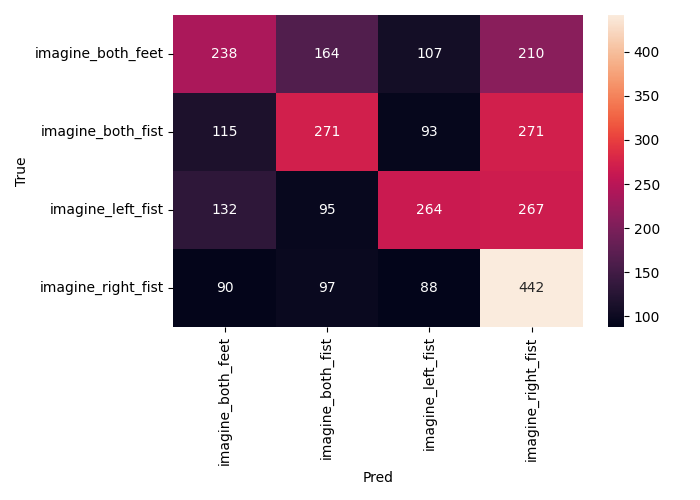 imagine_both_feet 238 164 107 210
imagine_both_fist 115 271 93 271
imagine_left_fist 132 95 264 267
imagine_right_fist 90 97 88 442
True
imagine_both_feet
imagine_both_fist
imagine_left_fist
imagine_right_fist
Pred
400
350
300
250
200
150
100